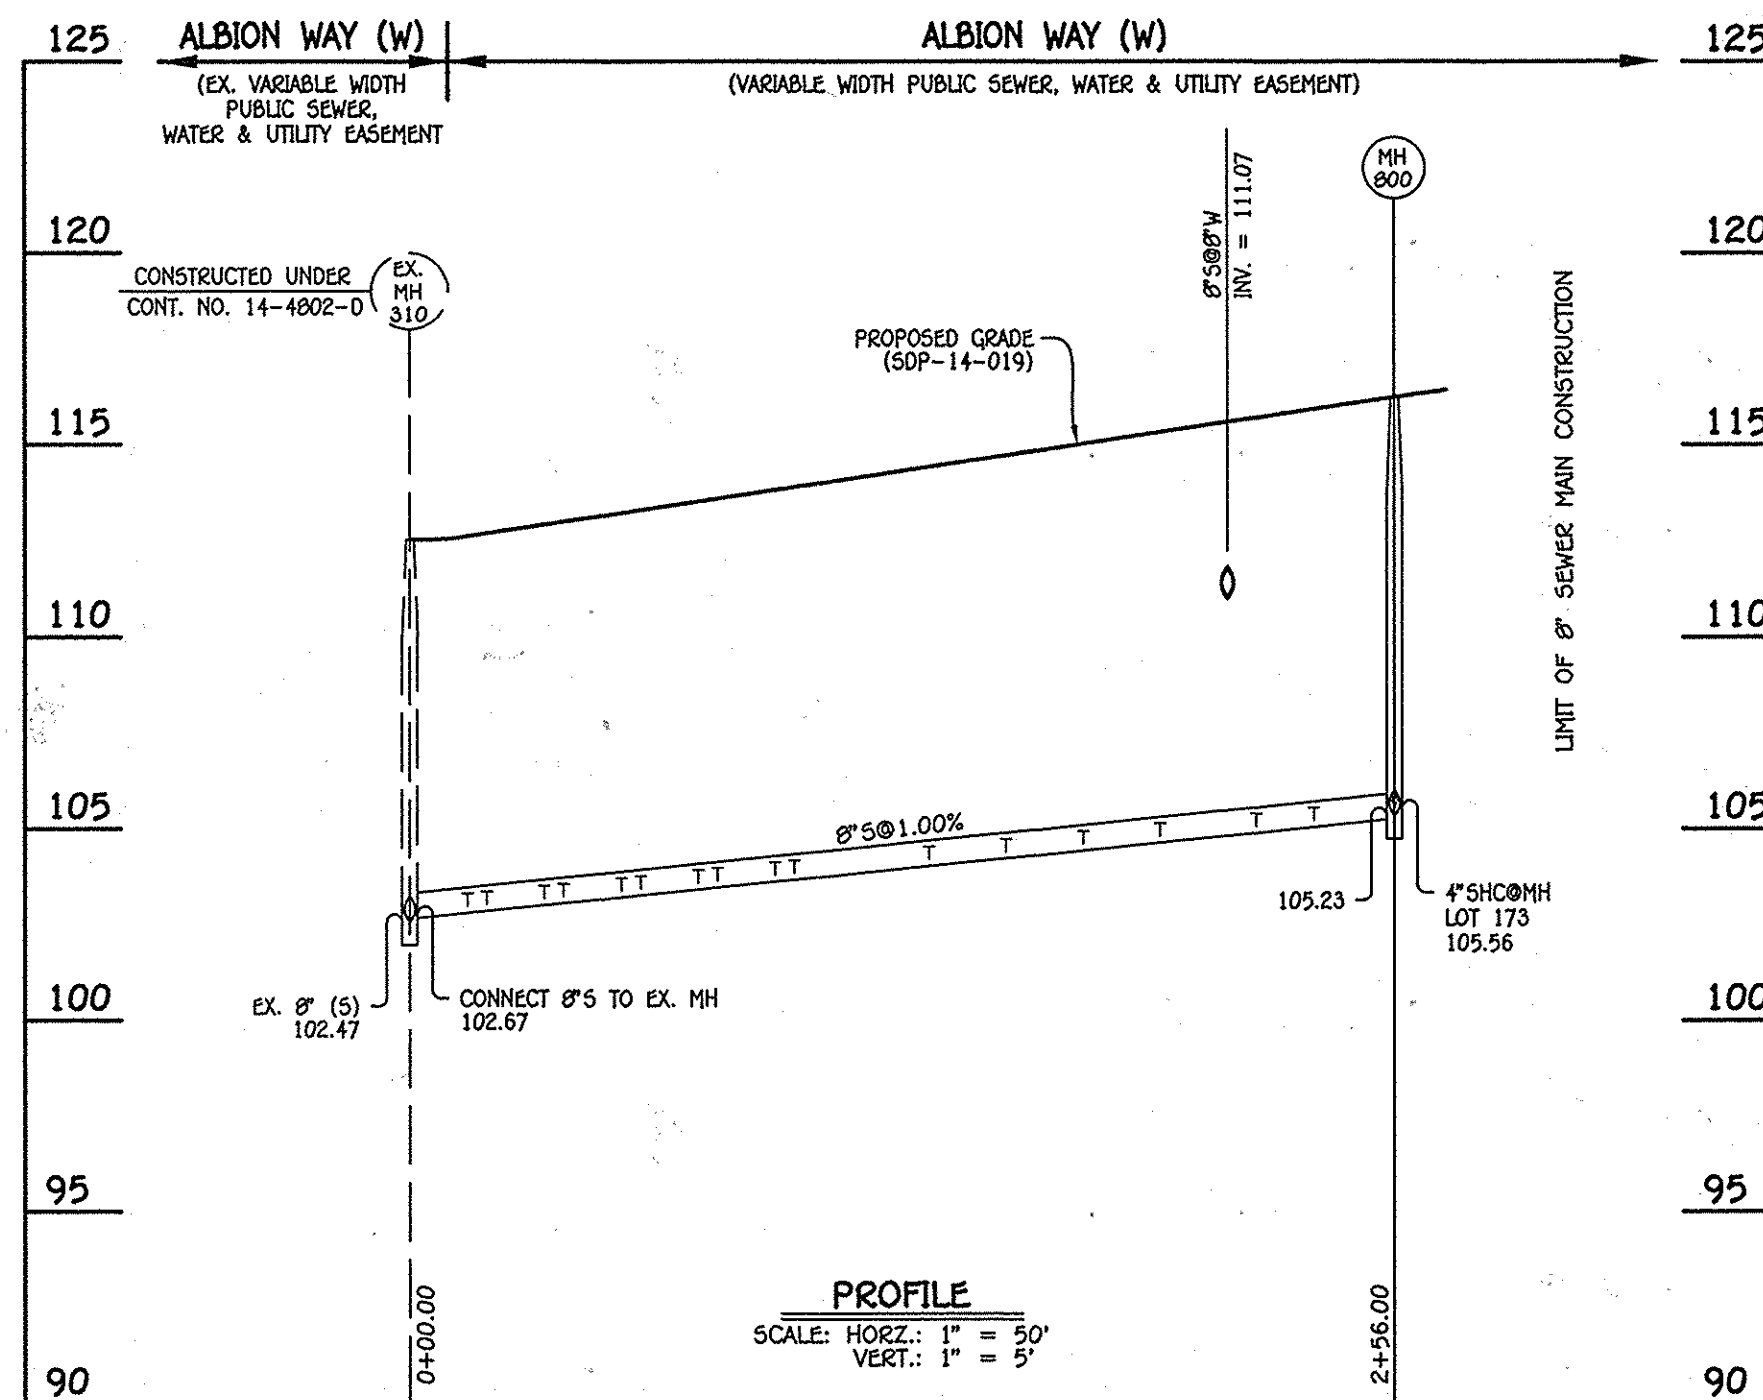 125
ALBION WAY (W)
ALBION WAY (W)
125
(EX. VARIABLE WIDTH
PUBLIC SEWER,
WATER & UTILITY EASEMENT
(VARIABLE WIDTH PUBLIC SEWER, WATER & UTILITY EASEMENT)
8"S@8"W
INV. = 111.07
MH
800
120
120
CONSTRUCTED UNDER
CONT. NO. 14-4802-D
EX.
MH
310
PROPOSED GRADE
(SDP-14-019)
LIMIT OF 8" SEWER MAIN CONSTRUCTION
115
115
110
110
105
105
8"S@1.00%
T T T T T T T T T T T T T T T T
105.23
4"SHC@MH
LOT 173
105.56
100
100
EX. 8" (S)
102.47
CONNECT 8"S TO EX. MH
102.67
95
95
0+00.00
2+56.00
PROFILE
SCALE: HORZ.: 1" = 50'
VERT.: 1" = 5'
90
90